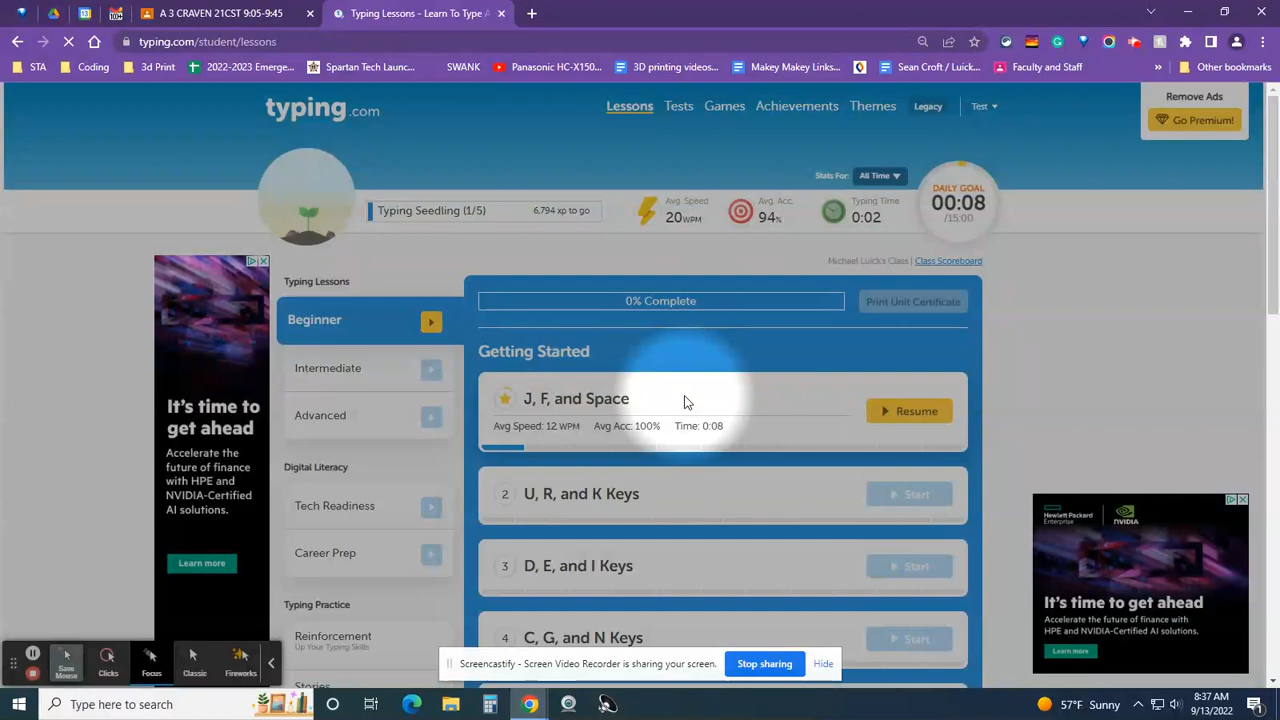 A 3 CRAVEN 21CST 9:05-9:45
Typing Lessons - Learn To Type A
typing.com/student/lessons
STA
Coding
3d Print
2022-2023 Emerge...
Spartan Tech Launc...
SWANK
Panasonic HC-X150...
3D printing videos...
Makey Makey Links...
Sean Croft / Luick...
Faculty and Staff
»
Other bookmarks
typing.com
Lessons
Tests
Games
Achievements
Themes
Legacy
Test
Remove Ads
Go Premium!
Stats For:
All Time
Typing Seedling (1/5)
6,794 xp to go
Avg. Speed
20 WPM
Avg. Acc.
94%
Typing Time
0:02
DAILY GOAL
00:08
/15:00
Michael Luick's Class | Class Scoreboard
Typing Lessons
Beginner
Intermediate
Advanced
Digital Literacy
Tech Readiness
Career Prep
Typing Practice
Reinforcement
Up Your Typing Skills
Stories
0% Complete
Print Unit Certificate
Getting Started
J, F, and Space
Avg Speed: 12 WPM
Avg Acc: 100%
Time: 0:08
Resume
2
U, R, and K Keys
Start
3
D, E, and I Keys
Start
4
C, G, and N Keys
Start
It's time to
get ahead
Accelerate the
future of finance
with HPE and
NVIDIA-Certified
AI solutions.
Learn more
Hewlett Packard
Enterprise
NVIDIA
It's time to get ahead
Accelerate the future of finance with
HPE and NVIDIA-Certified AI solutions.
Learn more
Save
Mouse
Clicks
Focus
Classic
Fireworks
Screencastify - Screen Video Recorder is sharing your screen.
Stop sharing
Hide
Type here to search
57°F Sunny
8:37 AM
9/13/2022